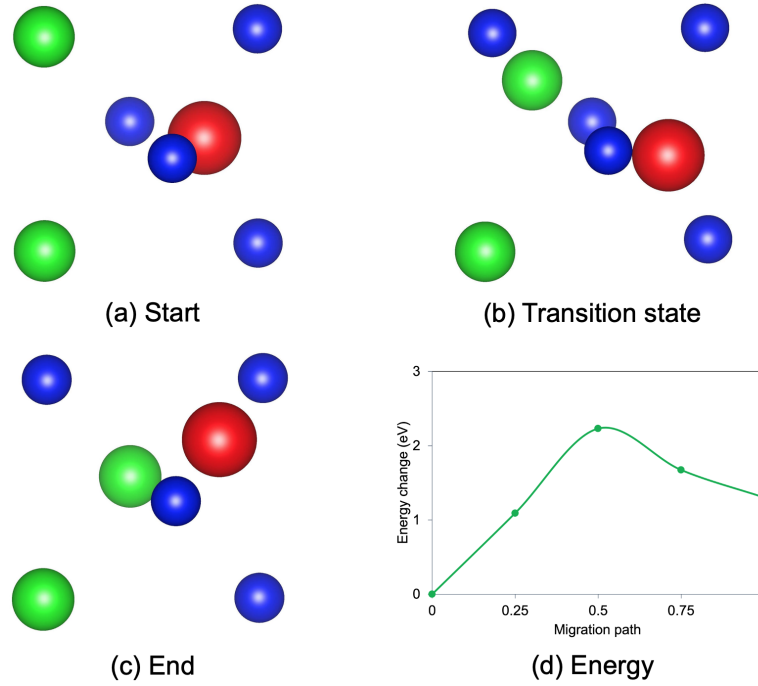 (a) Start
(b) Transition state
3
2
1
0
Energy change (eV)
0
0.25
0.5
0.75
Migration path
(c) End
(d) Energy